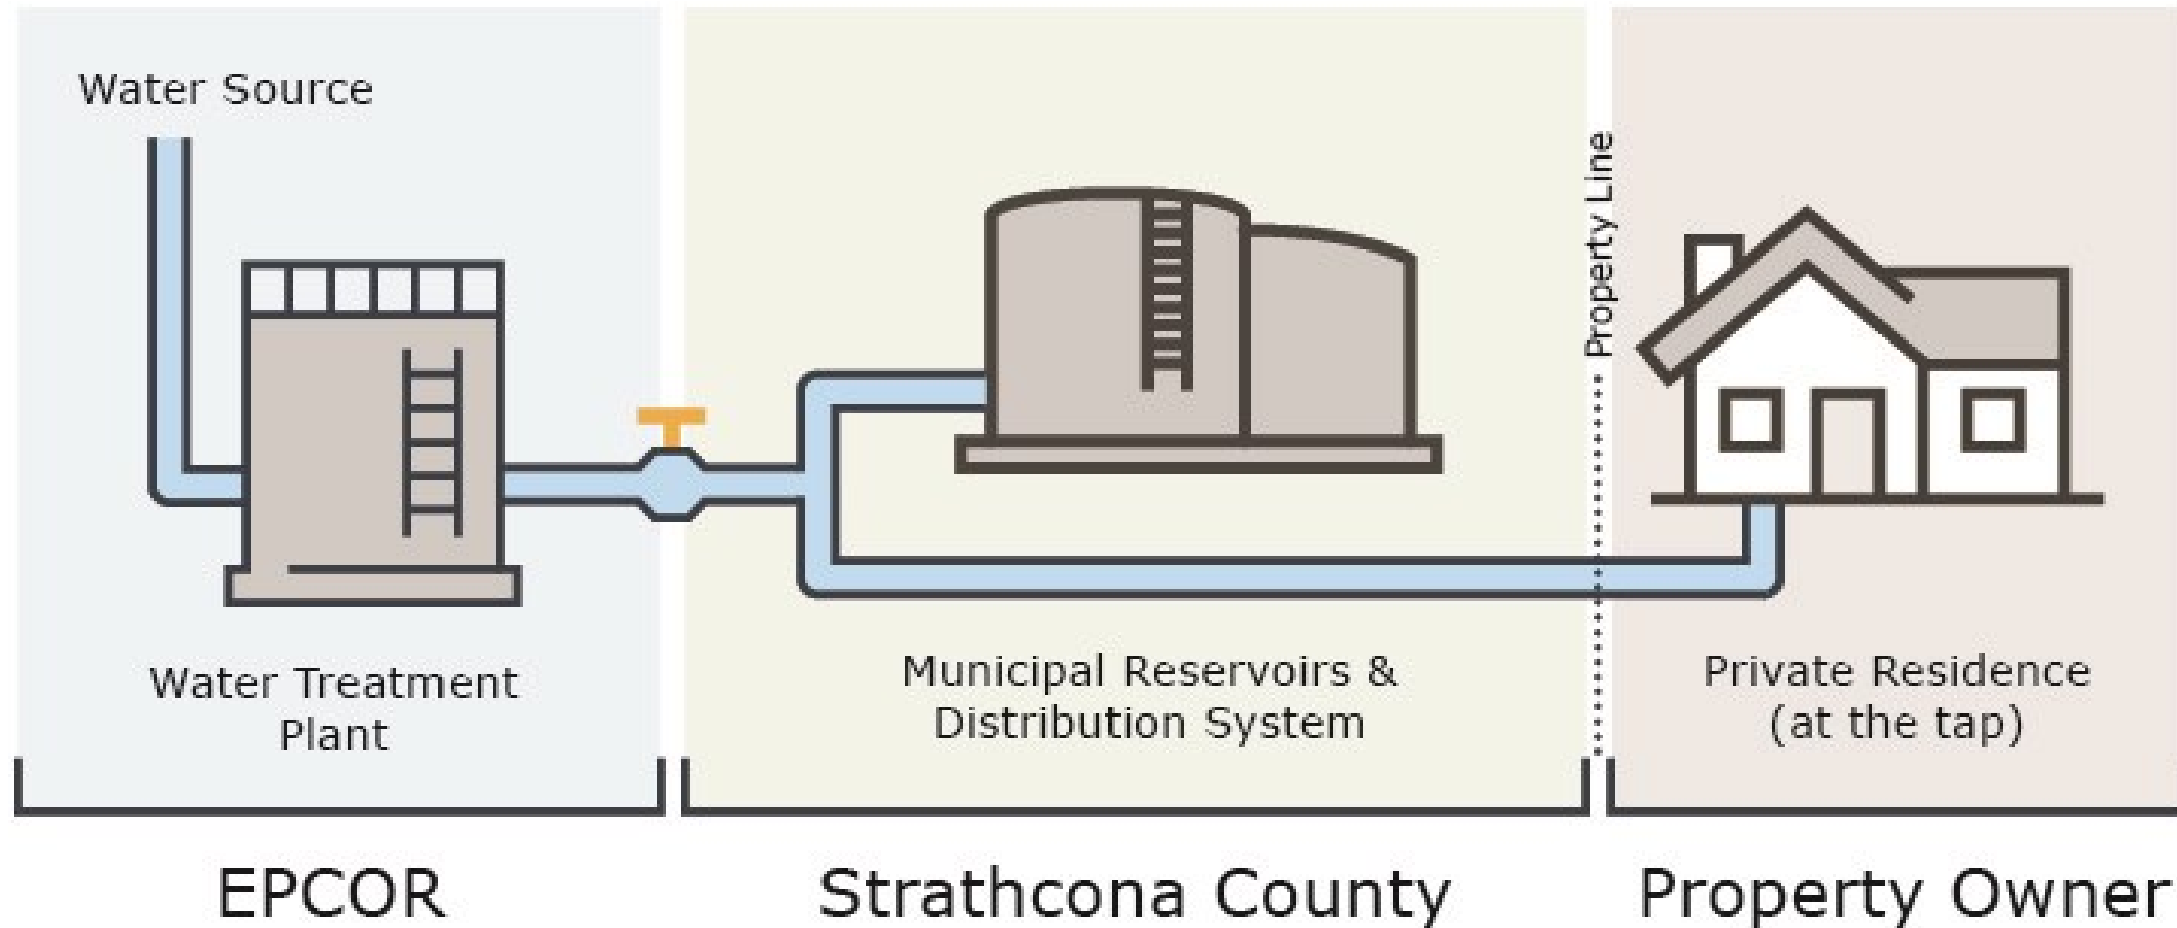 Water Source
Water Treatment
Plant
Municipal Reservoirs &
Distribution System
Property Line
Private Residence
(at the tap)
EPCOR
Strathcona County
Property Owner